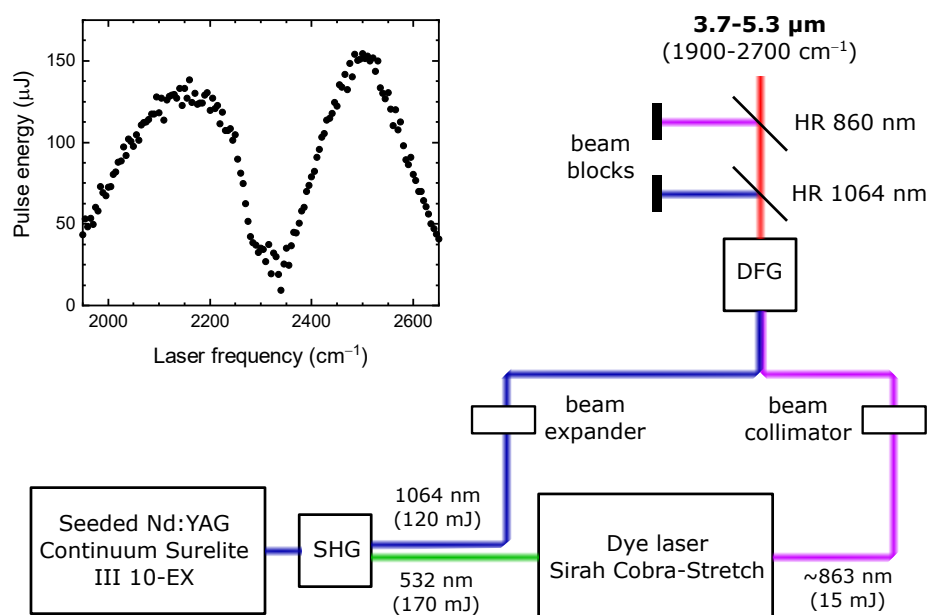 150
100
50
0
Pulse energy (μJ)
2000 2200 2400 2600
Laser frequency (cm⁻¹)
3.7-5.3 µm
(1900-2700 cm⁻¹)
HR 860 nm
beam
blocks
HR 1064 nm
DFG
beam
expander
beam
collimator
Seeded Nd:YAG
Continuum Surelite
III 10-EX
SHG
1064 nm
(120 mJ)
532 nm
(170 mJ)
Dye laser
Sirah Cobra-Stretch
~863 nm
(15 mJ)